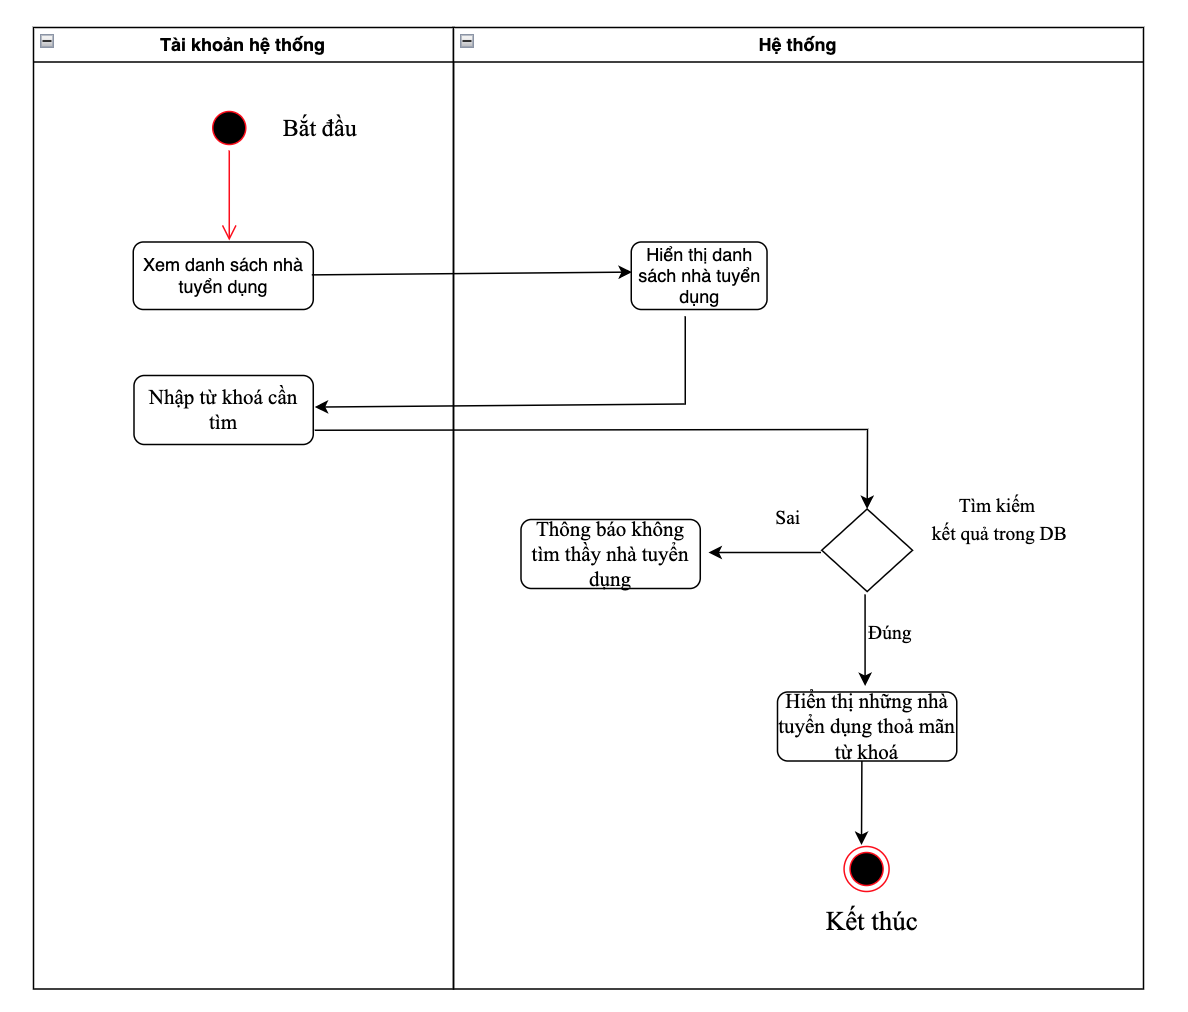 Tài khoản hệ thống
Hệ thống
Bắt đầu
Xem danh sách nhà
tuyển dụng
Hiển thị danh
sách nhà tuyển
dụng
Nhập từ khoá cần
tìm
Tìm kiếm
kết quả trong DB
Sai
Thông báo không
tìm thầy nhà tuyển
dụng
Đúng
Hiển thị những nhà
tuyển dụng thoả mãn
từ khoá
Kết thúc